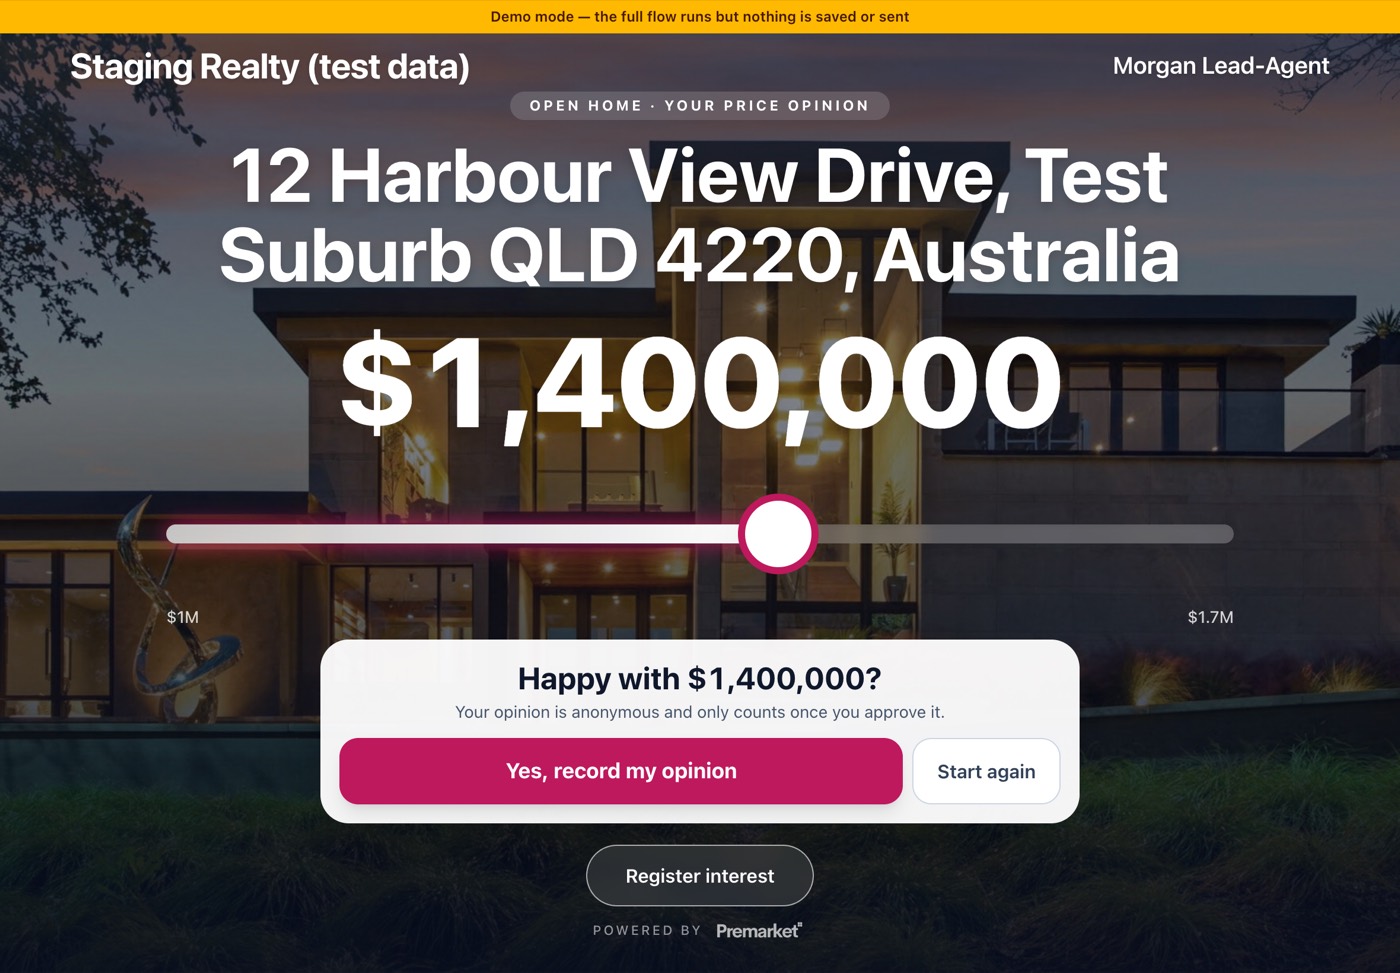 Demo mode — the full flow runs but nothing is saved or sent
Staging Realty (test data)
Morgan Lead-Agent
OPEN HOME · YOUR PRICE OPINION
12 Harbour View Drive, Test
Suburb QLD 4220, Australia
$1,400,000
$1M
$1.7M
Happy with $1,400,000?
Your opinion is anonymous and only counts once you approve it.
Yes, record my opinion
Start again
Register interest
POWERED BY Premarket